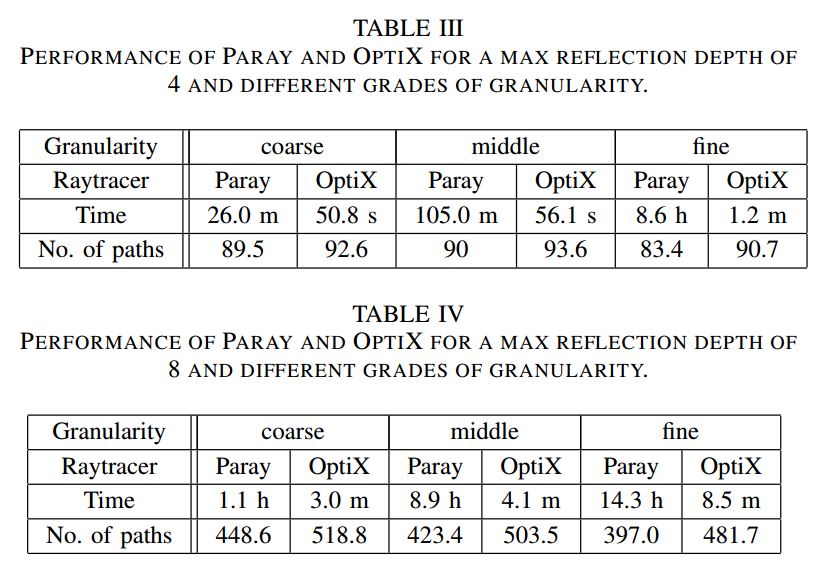 TABLE III
PERFORMANCE OF PARAY AND OPTIX FOR A MAX REFLECTION DEPTH OF
4 AND DIFFERENT GRADES OF GRANULARITY.
Granularity coarse middle fine
Raytracer Paray OptiX Paray OptiX Paray OptiX
Time 26.0 m 50.8 s 105.0 m 56.1 s 8.6 h 1.2 m
No. of paths 89.5 92.6 90 93.6 83.4 90.7
TABLE IV
PERFORMANCE OF PARAY AND OPTIX FOR A MAX REFLECTION DEPTH OF
8 AND DIFFERENT GRADES OF GRANULARITY.
Granularity coarse middle fine
Raytracer Paray OptiX Paray OptiX Paray OptiX
Time 1.1 h 3.0 m 8.9 h 4.1 m 14.3 h 8.5 m
No. of paths 448.6 518.8 423.4 503.5 397.0 481.7